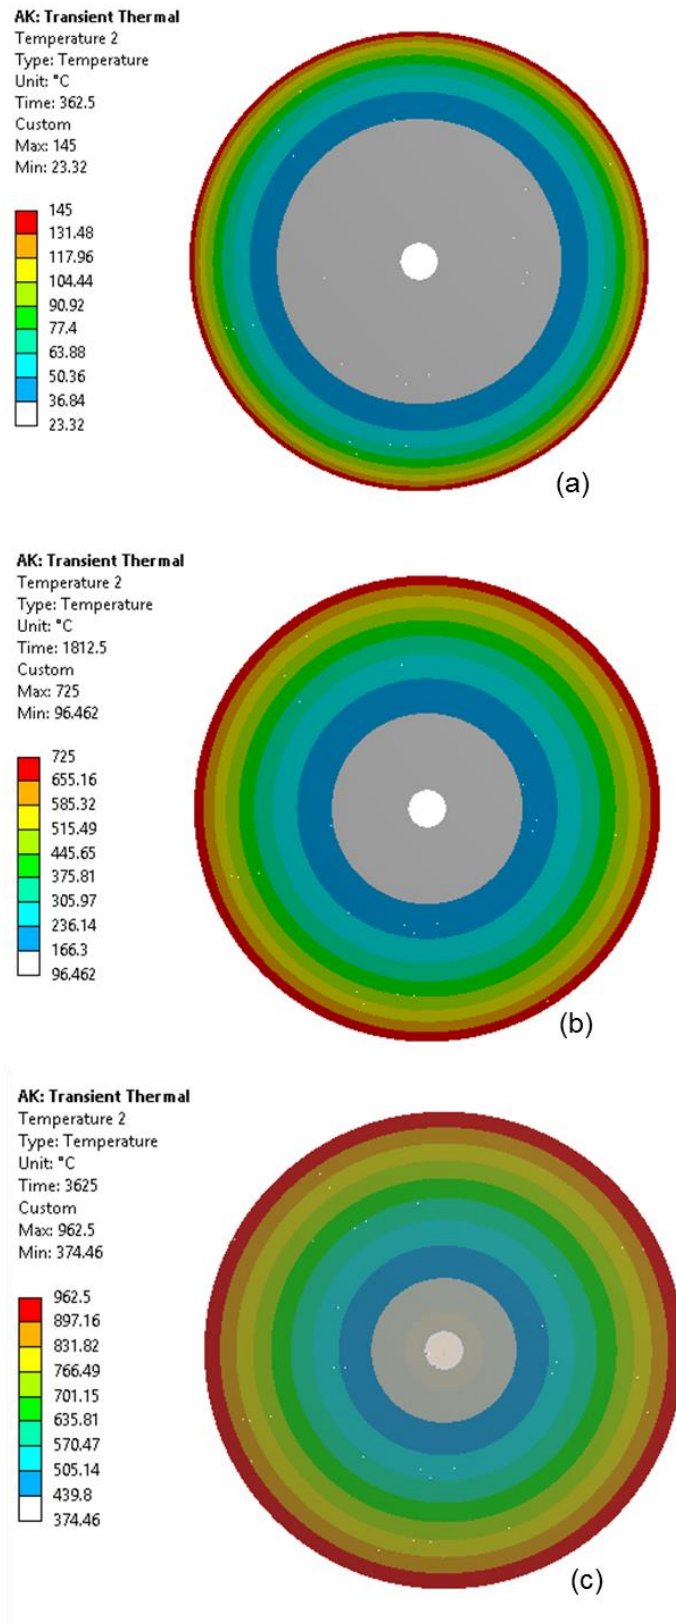 AK: Transient Thermal
Temperature 2
Type: Temperature
Unit: °C
Time: 362.5
Custom
Max: 145
Min: 23.32
145
131.48
117.96
104.44
90.92
77.4
63.88
50.36
36.84
23.32
(a)
AK: Transient Thermal
Temperature 2
Type: Temperature
Unit: °C
Time: 1812.5
Custom
Max: 725
Min: 96.462
725
655.16
585.32
515.49
445.65
375.81
305.97
236.14
166.3
96.462
(b)
AK: Transient Thermal
Temperature 2
Type: Temperature
Unit: °C
Time: 3625
Custom
Max: 962.5
Min: 374.46
962.5
897.16
831.82
766.49
701.15
635.81
570.47
505.14
439.8
374.46
(c)